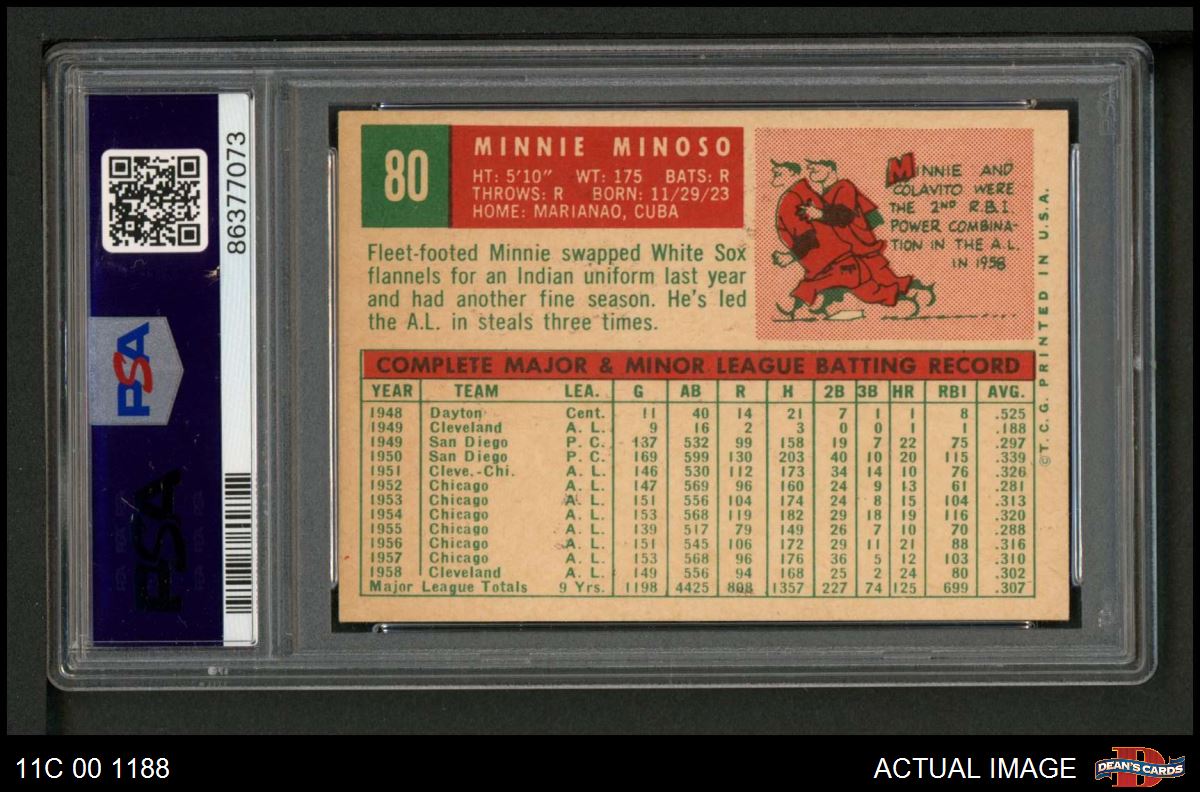 86377073
PSA
PSA
80
MINNIE MINOSO
HT: 5'10" WT: 175 BATS: R
THROWS: R BORN: 11/29/23
HOME: MARIANAO, CUBA
Fleet-footed Minnie swapped White Sox
flannels for an Indian uniform last year
and had another fine season. He's led
the A.L. in steals three times.
MINNIE AND
COLAVITO WERE
THE 2ND R.B.I.
POWER COMBINA-
TION IN THE A.L.
IN 1958
©T. C. G. PRINTED IN U.S.A.
COMPLETE MAJOR & MINOR LEAGUE BATTING RECORD
YEAR TEAM LEA. G AB R H 2B 3B HR RBI AVG.
1948 Dayton Cent. 11 40 14 21 7 1 1 8 .525
1949 Cleveland A. L. 9 16 2 3 0 0 1 1 .188
1949 San Diego P. C. 137 532 99 158 19 7 22 75 .297
1950 San Diego P. C. 169 599 130 203 40 10 20 115 .339
1951 Cleve.-Chi. A. L. 146 530 112 173 34 14 10 76 .326
1952 Chicago A. L. 147 569 96 160 24 9 13 61 .281
1953 Chicago A. L. 151 556 104 174 24 8 15 104 .313
1954 Chicago A. L. 153 568 119 182 29 18 19 116 .320
1955 Chicago A. L. 139 517 79 149 26 7 10 70 .288
1956 Chicago A. L. 151 545 106 172 29 11 21 88 .316
1957 Chicago A. L. 153 568 96 176 36 5 12 103 .310
1958 Cleveland A. L. 149 556 94 168 25 2 24 80 .302
Major League Totals 9 Yrs. 1198 4425 808 1357 227 74 125 699 .307
11C 00 1188
ACTUAL IMAGE
DEAN'S CARDS